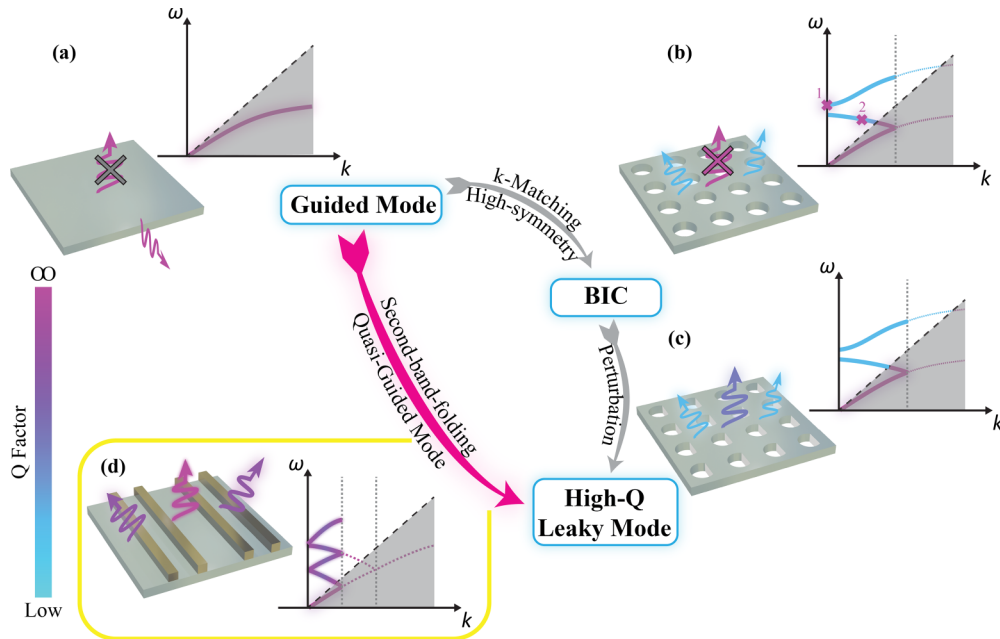 (a)
ω
k
(b)
ω
1
2
k
Guided Mode
k-Matching
High-symmetry
BIC
Second-band-folding
Quasi-Guided Mode
Perturbation
(c)
ω
k
∞
Q Factor
Low
(d)
ω
k
High-Q
Leaky Mode